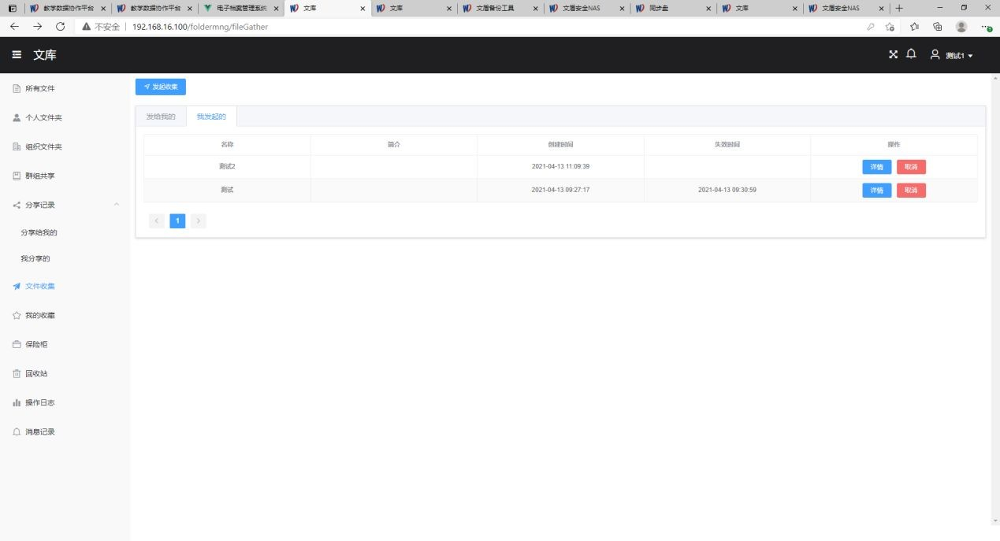 教学数据协作平台 教学数据协作平台 电子档案管理系统 文库 文库 文盾备份工具 文盾安全NAS 同步盘 文库 文盾安全NAS
不安全 192.168.16.100/foldermng/fileGather
文库 测试1
所有文件
个人文件夹
组织文件夹
群组共享
分享记录
分享给我的
我分享的
文件收集
我的收藏
保险柜
回收站
操作日志
消息记录
发起收集
发给我的 我发起的
名称 简介 创建时间 失效时间 操作
测试2 2021-04-13 11:09:39 详情 取消
测试 2021-04-13 09:27:17 2021-04-13 09:30:59 详情 取消
1